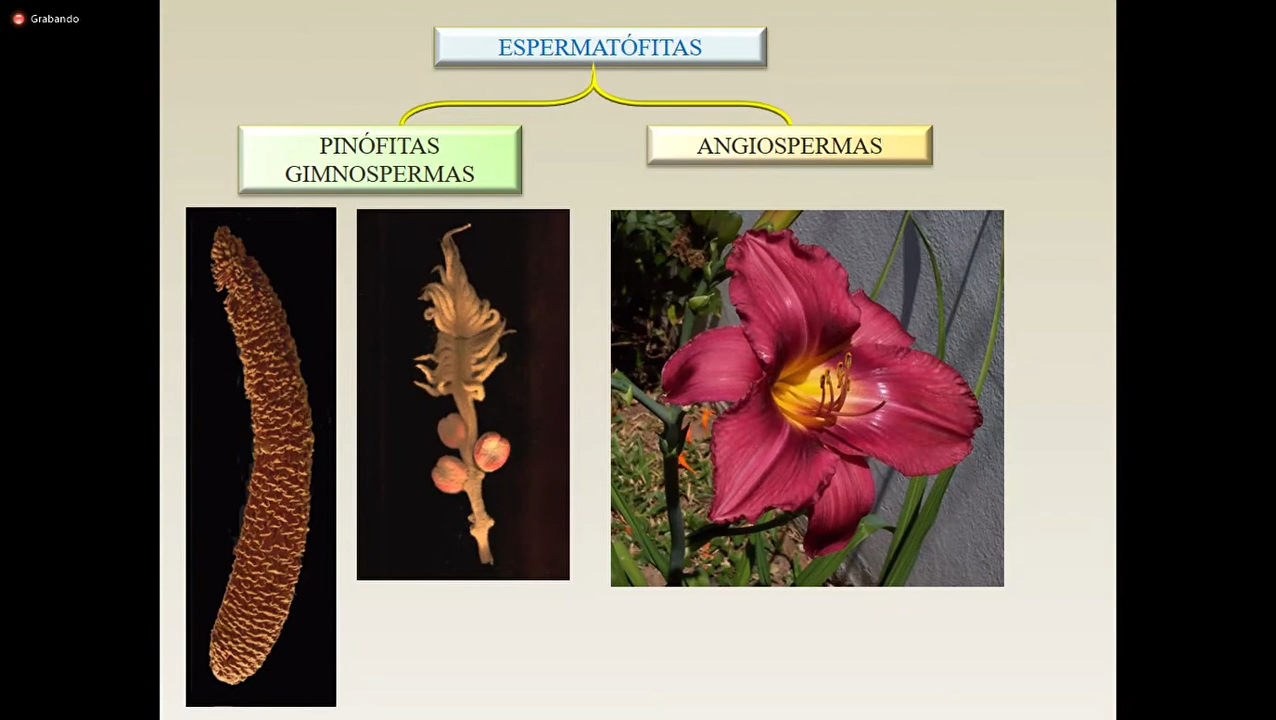 Grabando
ESPERMATÓFITAS
PINÓFITAS
GIMNOSPERMAS
ANGIOSPERMAS